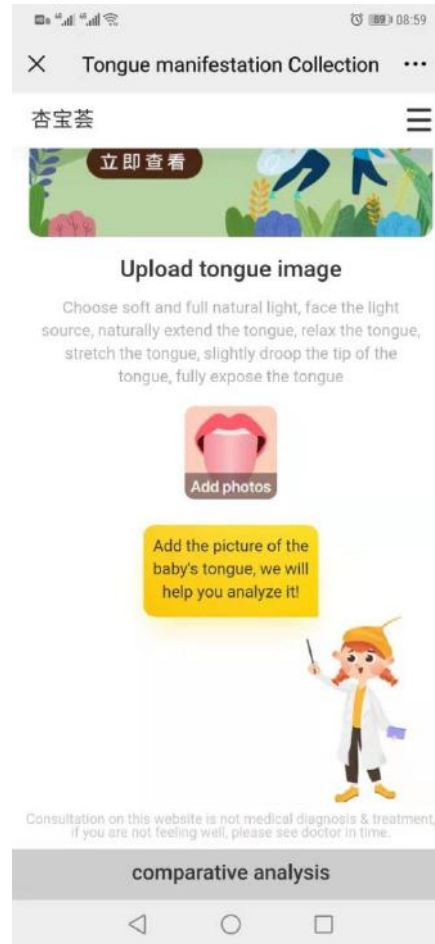 08:59
Tongue manifestation Collection
杏宝荟
立即查看
Upload tongue image
Choose soft and full natural light, face the light
source, naturally extend the tongue, relax the tongue,
stretch the tongue, slightly droop the tip of the
tongue, fully expose the tongue
Add photos
Add the picture of the
baby's tongue, we will
help you analyze it!
Consultation on this website is not medical diagnosis & treatment,
if you are not feeling well, please see doctor in time.
comparative analysis